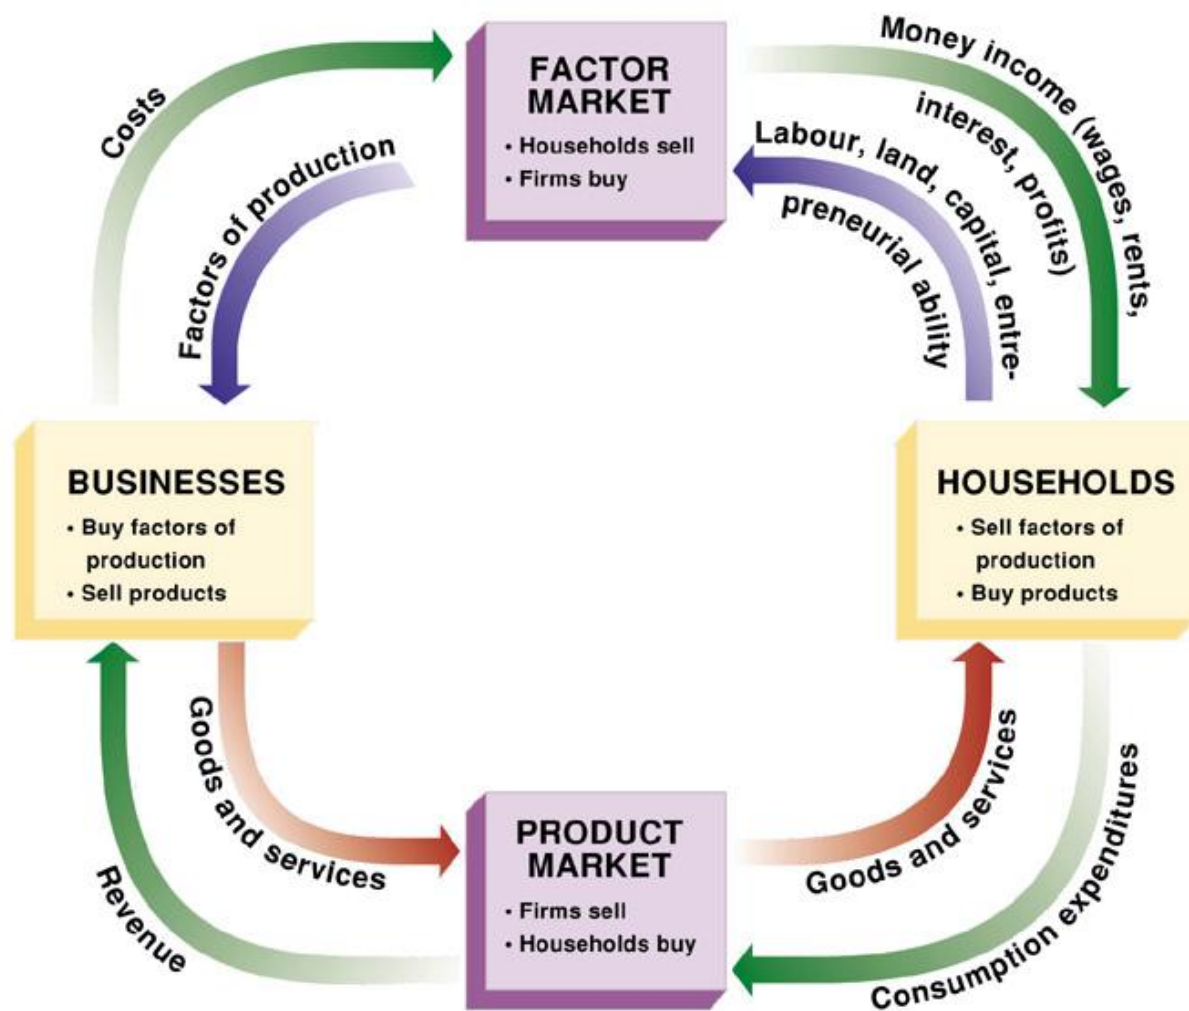 FACTOR
MARKET
• Households sell
• Firms buy
Costs
Factors of production
Money income (wages, rents,
interest, profits)
Labour, land, capital, entre-
preneurial ability
BUSINESSES
• Buy factors of
production
• Sell products
HOUSEHOLDS
• Sell factors of
production
• Buy products
Goods and services
Revenue
PRODUCT
MARKET
• Firms sell
• Households buy
Goods and services
Consumption expenditures